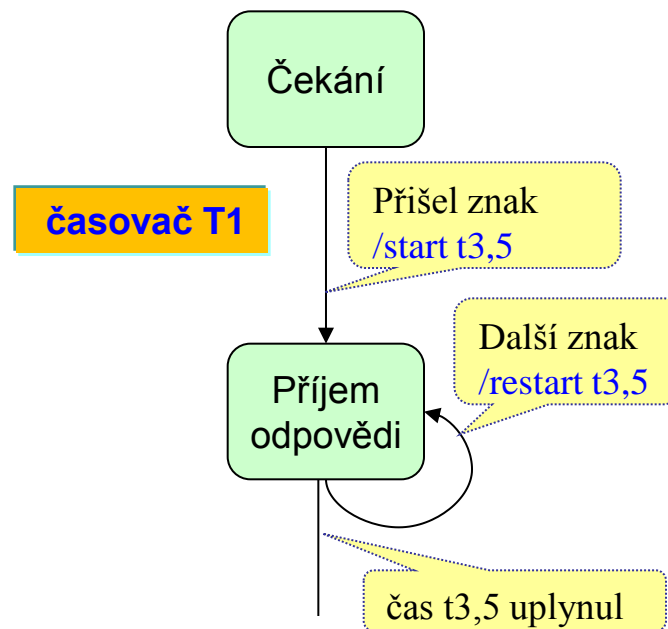 Čekání
časovač T1
Přišel znak
/start t3,5
Další znak
/restart t3,5
Příjem
odpovědi
čas t3,5 uplynul